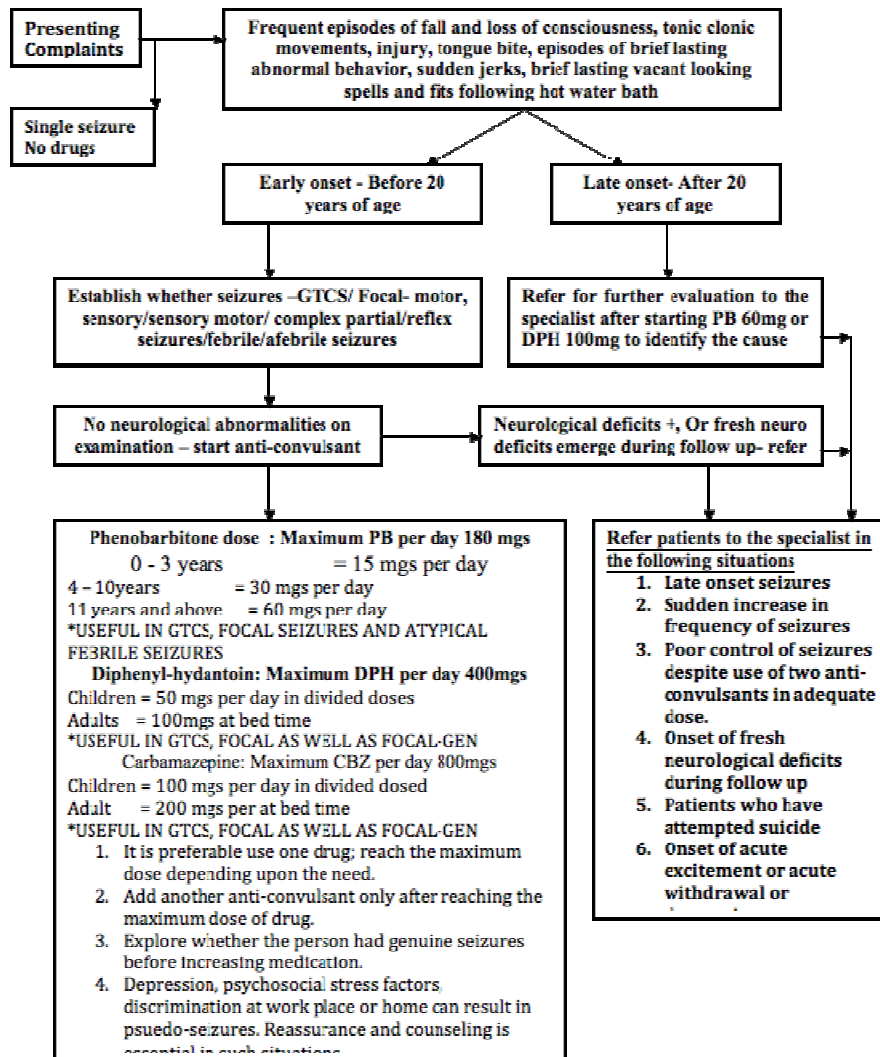 Presenting
Complaints
Frequent episodes of fall and loss of consciousness, tonic clonic
movements, injury, tongue bite, episodes of brief lasting
abnormal behavior, sudden jerks, brief lasting vacant looking
spells and fits following hot water bath
Single seizure
No drugs
Early onset - Before 20
years of age
Late onset- After 20
years of age
Establish whether seizures –GTCS/ Focal- motor,
sensory/sensory motor/ complex partial/reflex
seizures/febrile/afebrile seizures
Refer for further evaluation to the
specialist after starting PB 60mg or
DPH 100mg to identify the cause
No neurological abnormalities on
examination – start anti-convulsant
Neurological deficits +, Or fresh neuro
deficits emerge during follow up- refer
Phenobarbitone dose : Maximum PB per day 180 mgs
0 - 3 years = 15 mgs per day
4 – 10years = 30 mgs per day
11 years and above = 60 mgs per day
*USEFUL IN GTCS, FOCAL SEIZURES AND ATYPICAL
FEBRILE SEIZURES
Diphenyl-hydantoin: Maximum DPH per day 400mgs
Children = 50 mgs per day in divided doses
Adults = 100mgs at bed time
*USEFUL IN GTCS, FOCAL AS WELL AS FOCAL-GEN
Carbamazepine: Maximum CBZ per day 800mgs
Children = 100 mgs per day in divided dosed
Adult = 200 mgs per at bed time
*USEFUL IN GTCS, FOCAL AS WELL AS FOCAL-GEN
1. It is preferable use one drug; reach the maximum
dose depending upon the need.
2. Add another anti-convulsant only after reaching the
maximum dose of drug.
3. Explore whether the person had genuine seizures
before increasing medication.
4. Depression, psychosocial stress factors,
discrimination at work place or home can result in
psuedo-seizures. Reassurance and counseling is
essential in such situations
Refer patients to the specialist in
the following situations
1. Late onset seizures
2. Sudden increase in
frequency of seizures
3. Poor control of seizures
despite use of two anti-
convulsants in adequate
dose.
4. Onset of fresh
neurological deficits
during follow up
5. Patients who have
attempted suicide
6. Onset of acute
excitement or acute
withdrawal or